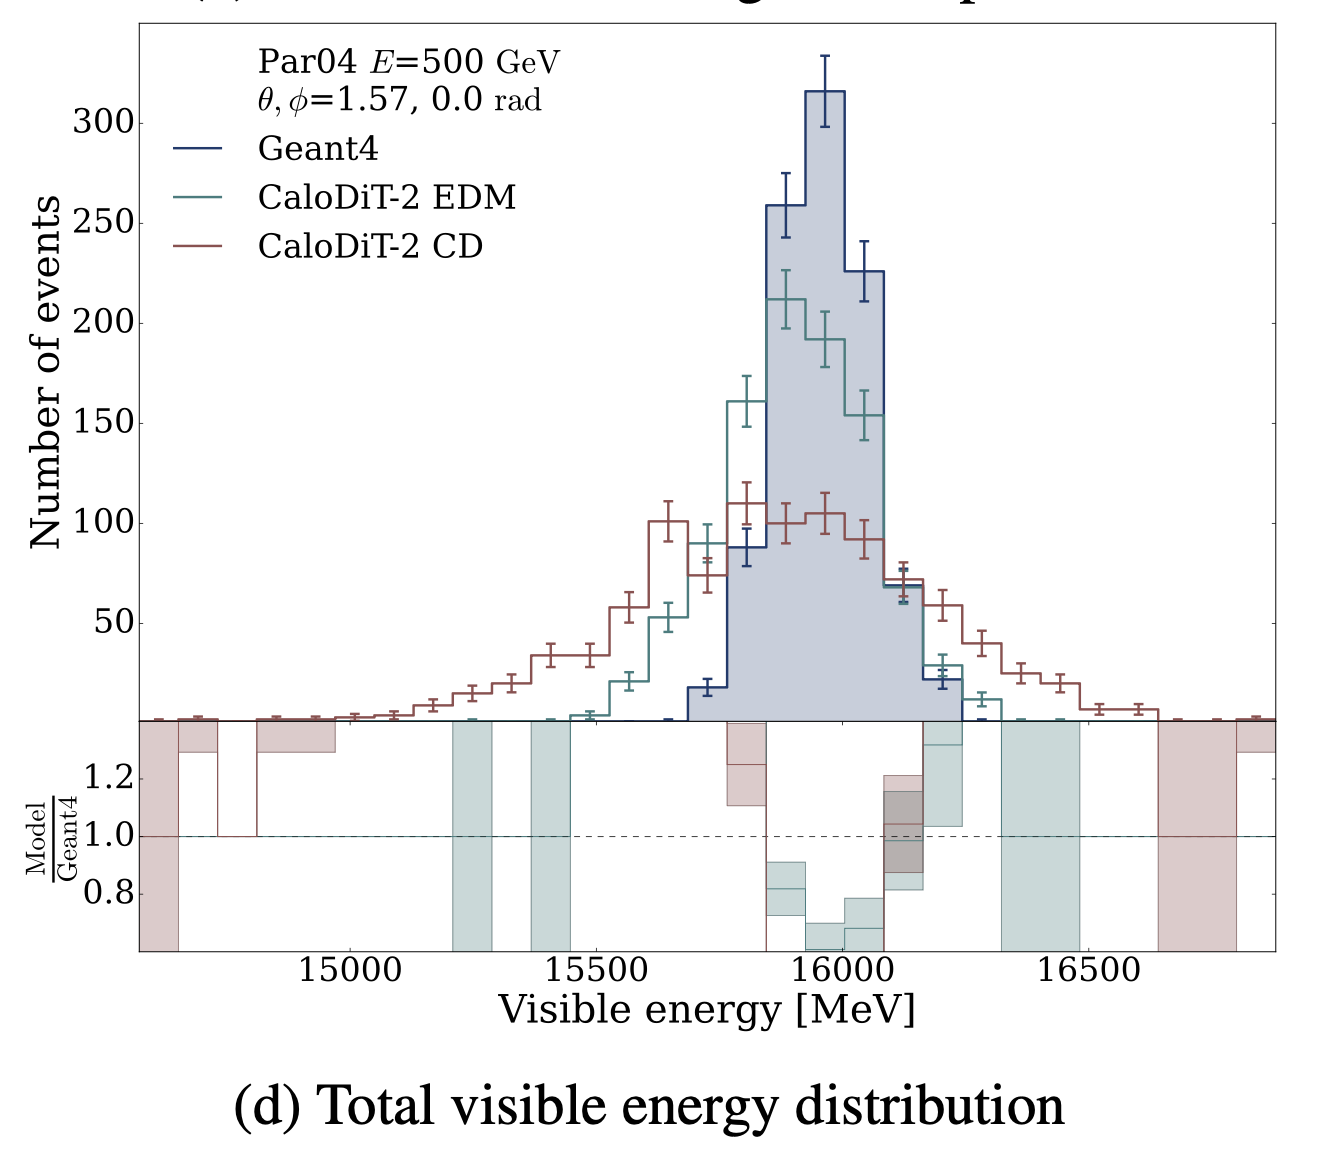 Par04 E=500 GeV
θ,ϕ=1.57, 0.0 rad
Geant4
CaloDiT-2 EDM
CaloDiT-2 CD
Number of events
300
250
200
150
100
50
Model
Geant4
1.2
1.0
0.8
15000 15500 16000 16500
Visible energy [MeV]
(d) Total visible energy distribution